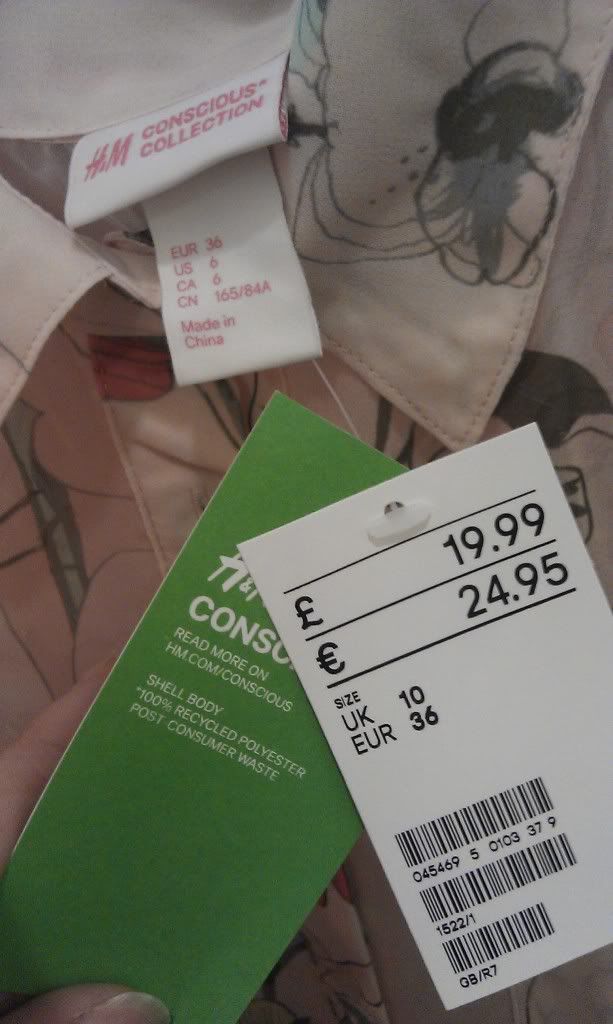 H&M CONSCIOUS*
COLLECTION
EUR 36
US 6
CA 6
CN 165/84A
Made in
China
READ MORE ON
HM.COM/CONSCIOUS
SHELL BODY
*100% RECYCLED POLYESTER
POST CONSUMER WASTE
£ 19.99
€ 24.95
SIZE
UK 10
EUR 36
045469 5 0103 37 9
1522/1
GB/R7